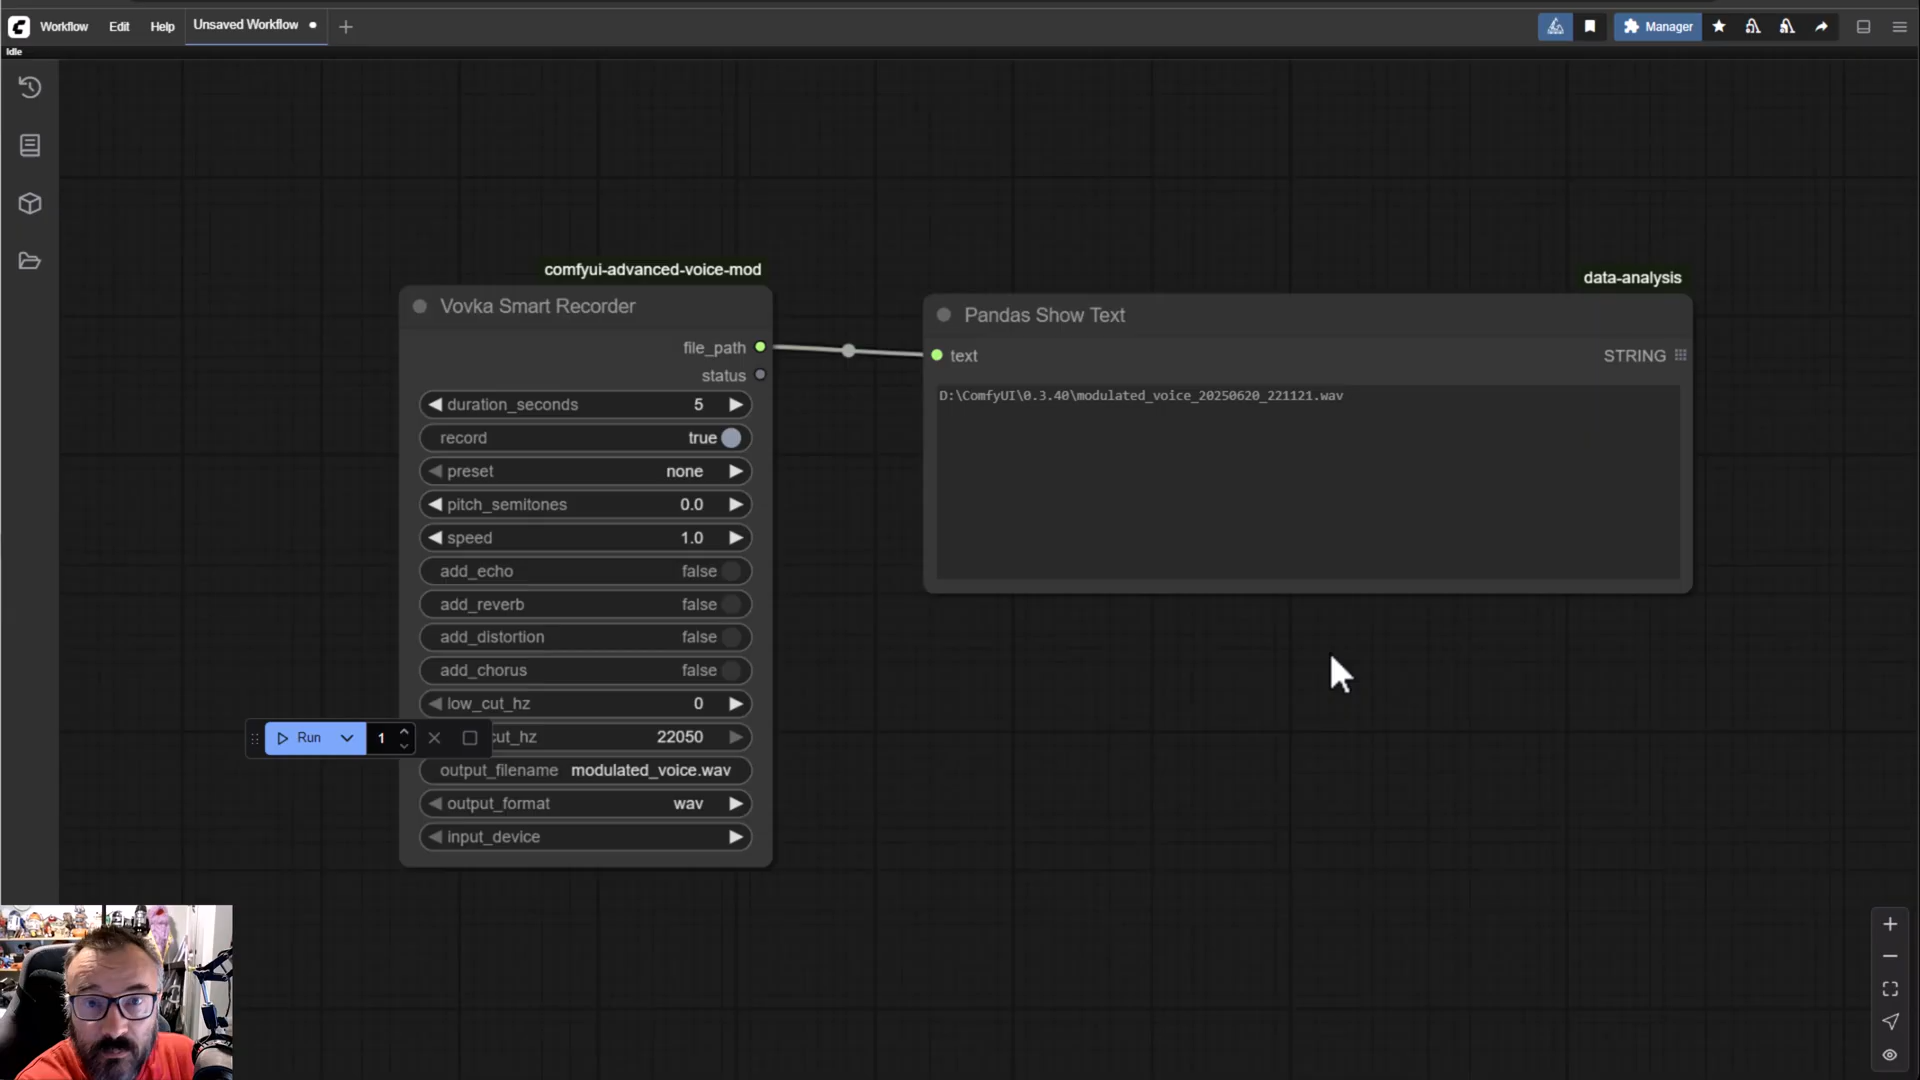 Workflow Edit Help Unsaved Workflow Manager
Idle
comfyui-advanced-voice-mod
data-analysis
Vovka Smart Recorder
Pandas Show Text
file_path
text STRING
status
D:\ComfyUI\0.3.40\modulated_voice_20250620_221121.wav
duration_seconds 5
record true
preset none
pitch_semitones 0.0
speed 1.0
add_echo false
add_reverb false
add_distortion false
add_chorus false
low_cut_hz 0
Run 1 cut_hz 22050
output_filename modulated_voice.wav
output_format wav
input_device